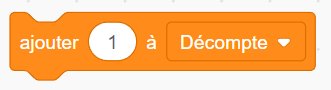 ajouter 1 à Décompte